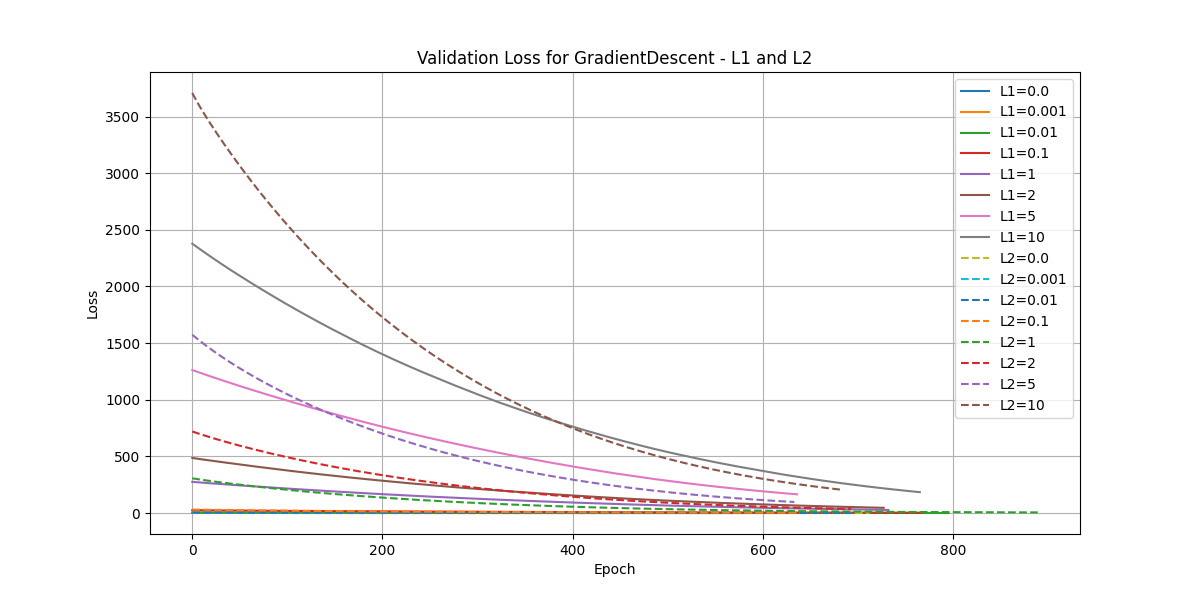 Validation Loss for GradientDescent - L1 and L2
Loss
3500
3000
2500
2000
1500
1000
500
0
0
200
400
600
800
Epoch
L1=0.0
L1=0.001
L1=0.01
L1=0.1
L1=1
L1=2
L1=5
L1=10
L2=0.0
L2=0.001
L2=0.01
L2=0.1
L2=1
L2=2
L2=5
L2=10